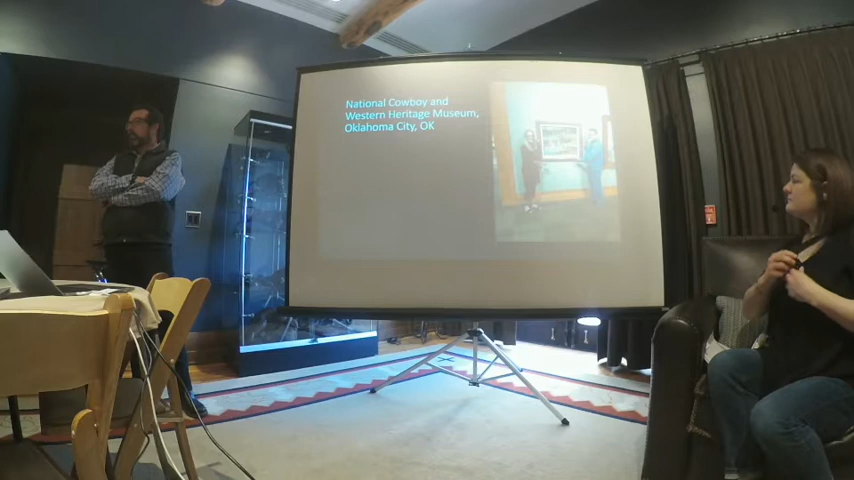 National Cowboy and
Western Heritage Museum,
Oklahoma City, OK